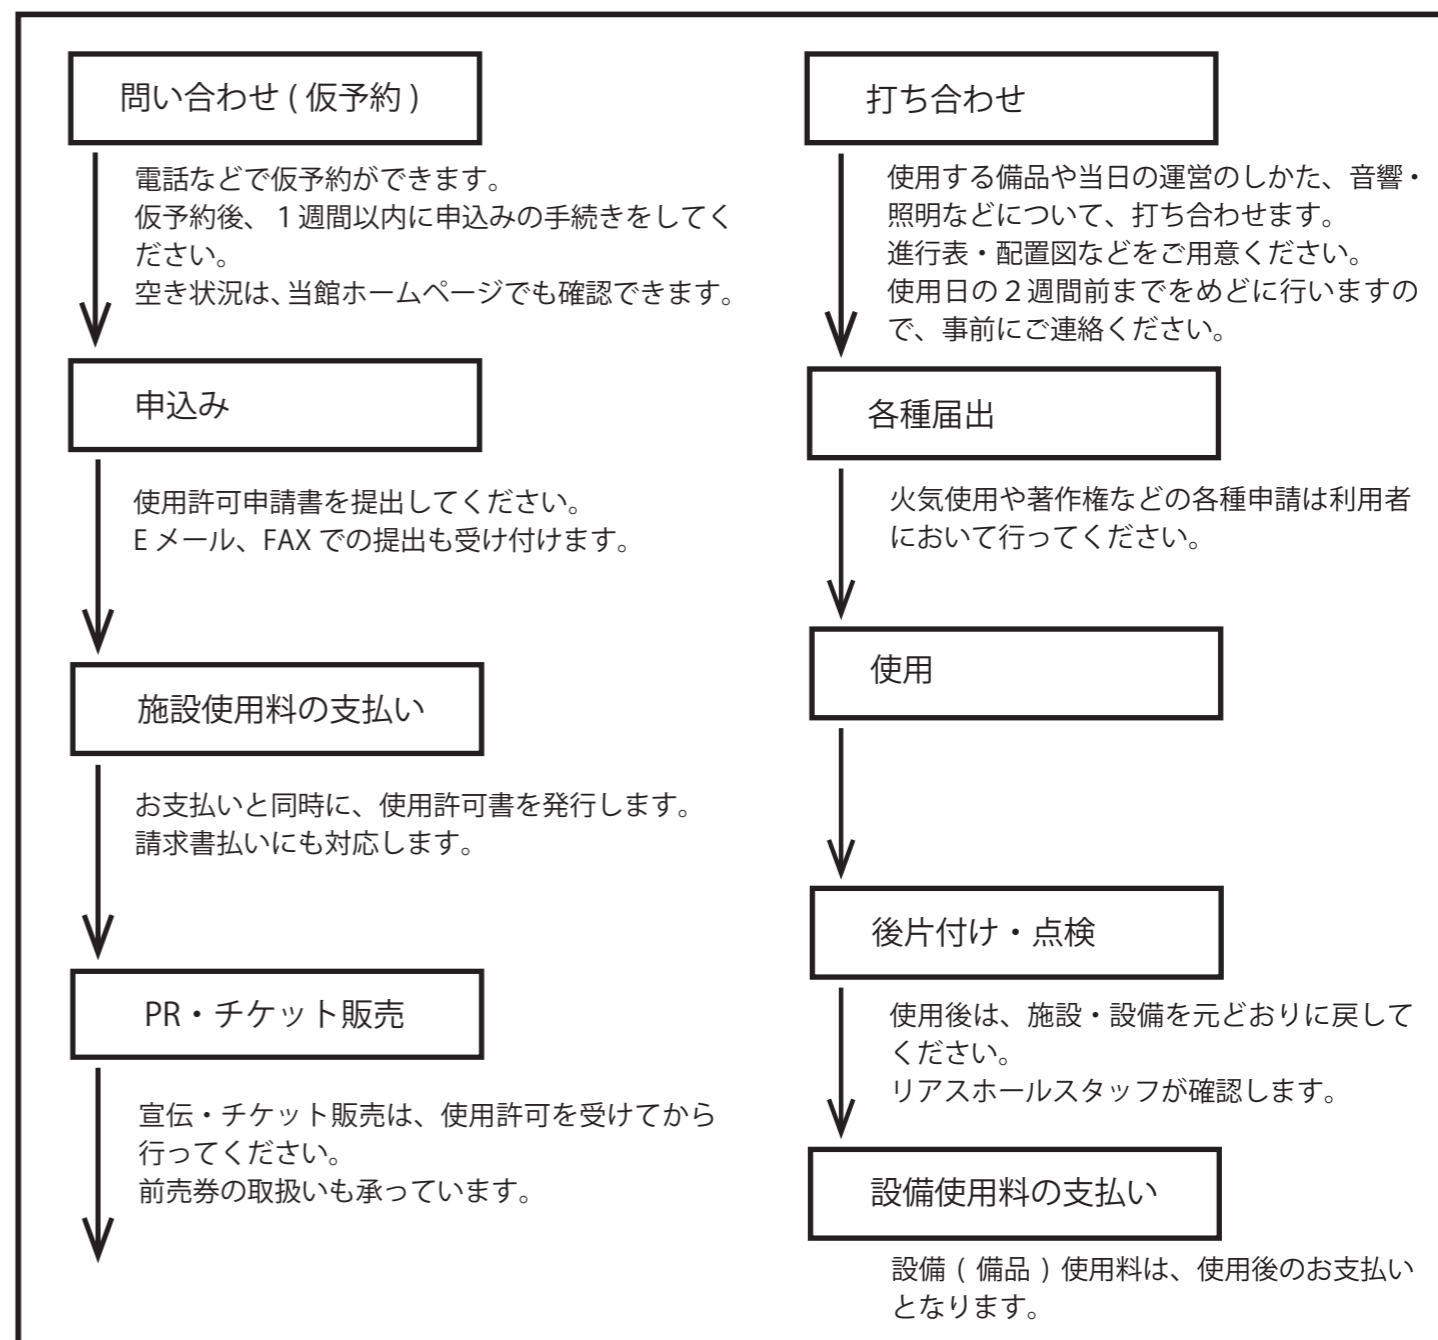 問い合わせ ( 仮予約 )
電話などで仮予約ができます。
仮予約後、１週間以内に申込みの手続きをしてく
ださい。
空き状況は、当館ホームページでも確認できます。
申込み
使用許可申請書を提出してください。
E メール、FAX での提出も受け付けます。
施設使用料の支払い
お支払いと同時に、使用許可書を発行します。
請求書払いにも対応します。
PR・チケット販売
宣伝・チケット販売は、使用許可を受けてから
行ってください。
前売券の取扱いも承っています。
打ち合わせ
使用する備品や当日の運営のしかた、音響・
照明などについて、打ち合わせます。
進行表・配置図などをご用意ください。
使用日の２週間前までをめどに行いますの
で、事前にご連絡ください。
各種届出
火気使用や著作権などの各種申請は利用者
において行ってください。
使用
後片付け・点検
使用後は、施設・設備を元どおりに戻して
ください。
リアスホールスタッフが確認します。
設備使用料の支払い
設備 ( 備品 ) 使用料は、使用後のお支払い
となります。